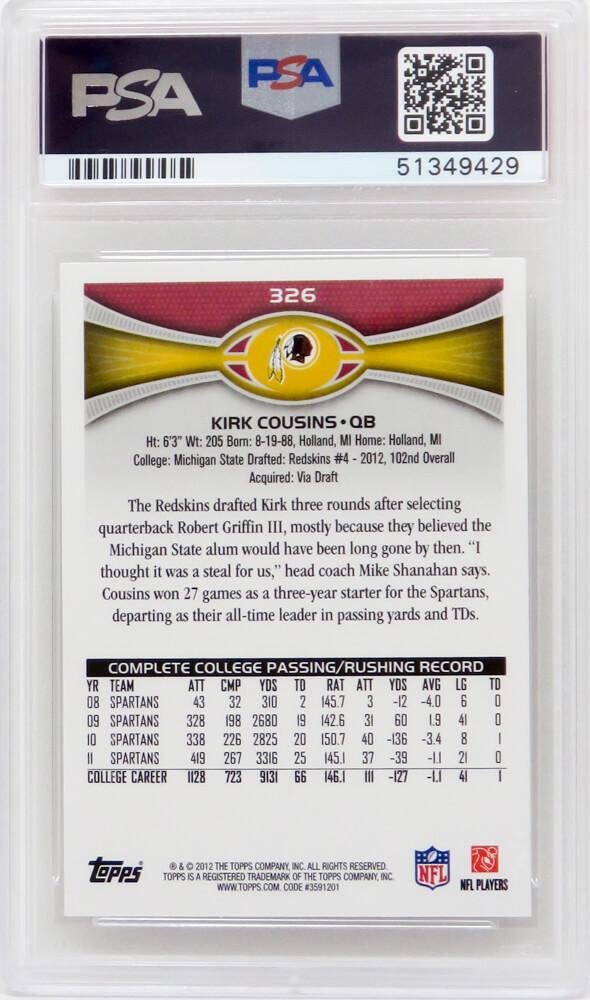 PSA PSA
51349429
326
KIRK COUSINS • QB
Ht: 6'3" Wt: 205 Born: 8-19-88, Holland, MI Home: Holland, MI
College: Michigan State Drafted: Redskins #4 - 2012, 102nd Overall
Acquired: Via Draft
The Redskins drafted Kirk three rounds after selecting
quarterback Robert Griffin III, mostly because they believed the
Michigan State alum would have been long gone by then. “I
thought it was a steal for us,” head coach Mike Shanahan says.
Cousins won 27 games as a three-year starter for the Spartans,
departing as their all-time leader in passing yards and TDs.
COMPLETE COLLEGE PASSING/RUSHING RECORD
YR TEAM ATT CMP YDS TD RAT ATT YDS AVG LG TD
08 SPARTANS 43 32 310 2 145.7 3 -12 -4.0 6 0
09 SPARTANS 328 198 2680 19 142.6 31 60 1.9 41 0
10 SPARTANS 338 226 2825 20 150.7 40 -136 -3.4 8 1
11 SPARTANS 419 267 3316 25 145.1 37 -39 -1.1 21 0
COLLEGE CAREER 1128 723 9131 66 146.1 111 -127 -1.1 41 1
Topps
® & © 2012 THE TOPPS COMPANY, INC. ALL RIGHTS RESERVED.
TOPPS IS A REGISTERED TRADEMARK OF THE TOPPS COMPANY, INC.
WWW.TOPPS.COM. CODE #3591201
NFL
NFL PLAYERS